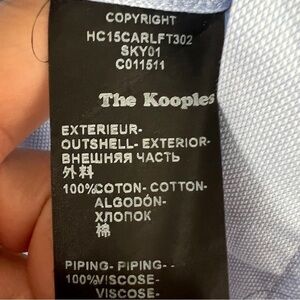 COPYRIGHT
HC15CARLFT302
SKY01
C011511
The Kooples
EXTERIEUR-
OUTSHELL- EXTERIOR-
ВНЕШНЯЯ ЧАСТЬ
外料
100%COTON- COTTON-
ALGODÓN-
ХЛОПОК
棉
PIPING- PIPING- -
100%VISCOSE-
VISCOSE-